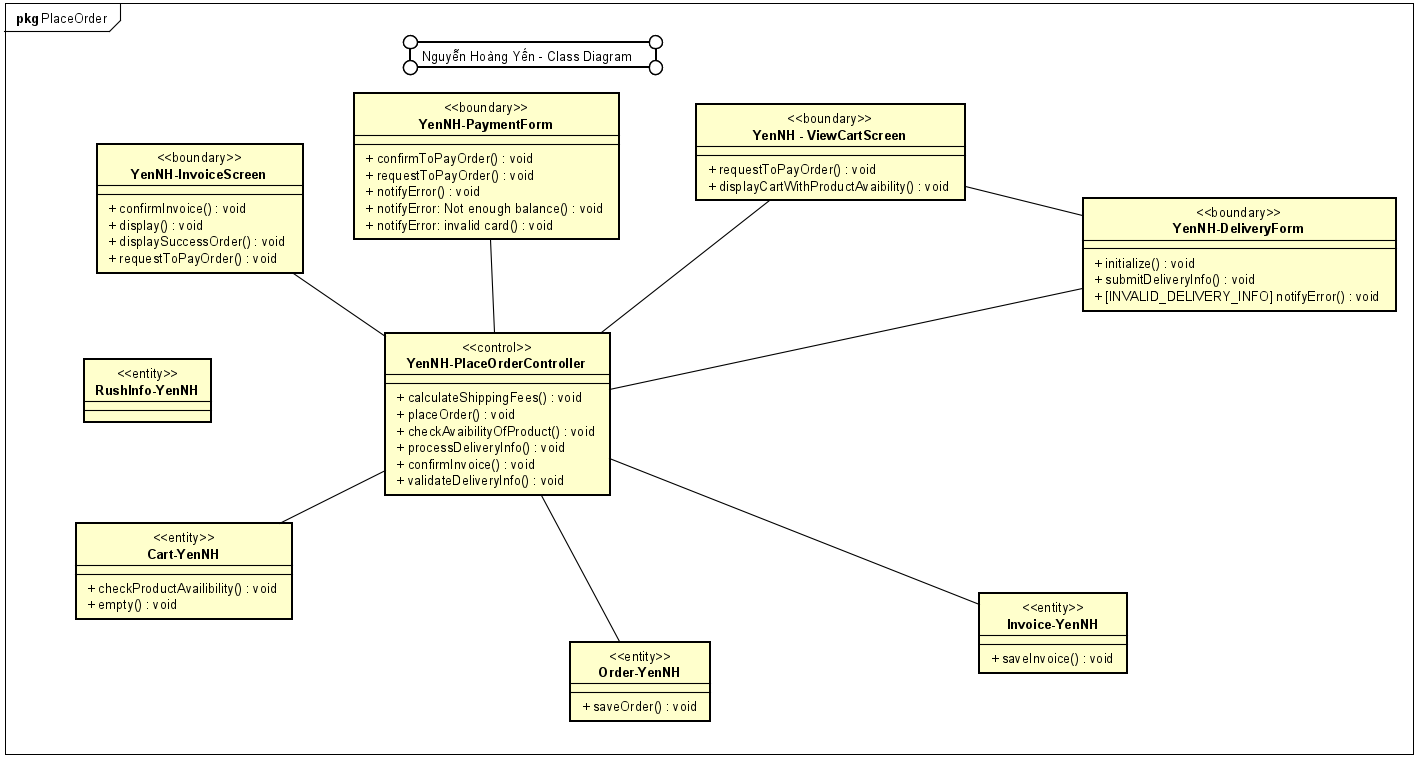 pkg PlaceOrder
Nguyễn Hoàng Yến - Class Diagram
<<boundary>>
YenNH-PaymentForm
+ confirmToPayOrder() : void
+ requestToPayOrder() : void
+ notifyError() : void
+ notifyError: Not enough balance() : void
+ notifyError: invalid card() : void
<<boundary>>
YenNH - ViewCartScreen
+ requestToPayOrder() : void
+ displayCartWithProductAvaibility() : void
<<boundary>>
YenNH-InvoiceScreen
+ confirmInvoice() : void
+ display() : void
+ displaySuccessOrder() : void
+ requestToPayOrder() : void
<<boundary>>
YenNH-DeliveryForm
+ initialize() : void
+ submitDeliveryInfo() : void
+ [INVALID_DELIVERY_INFO] notifyError() : void
<<control>>
YenNH-PlaceOrderController
+ calculateShippingFees() : void
+ placeOrder() : void
+ checkAvaibilityOfProduct() : void
+ processDeliveryInfo() : void
+ confirmInvoice() : void
+ validateDeliveryInfo() : void
<<entity>>
RushInfo-YenNH
<<entity>>
Cart-YenNH
+ checkProductAvailibility() : void
+ empty() : void
<<entity>>
Order-YenNH
+ saveOrder() : void
<<entity>>
Invoice-YenNH
+ saveInvoice() : void